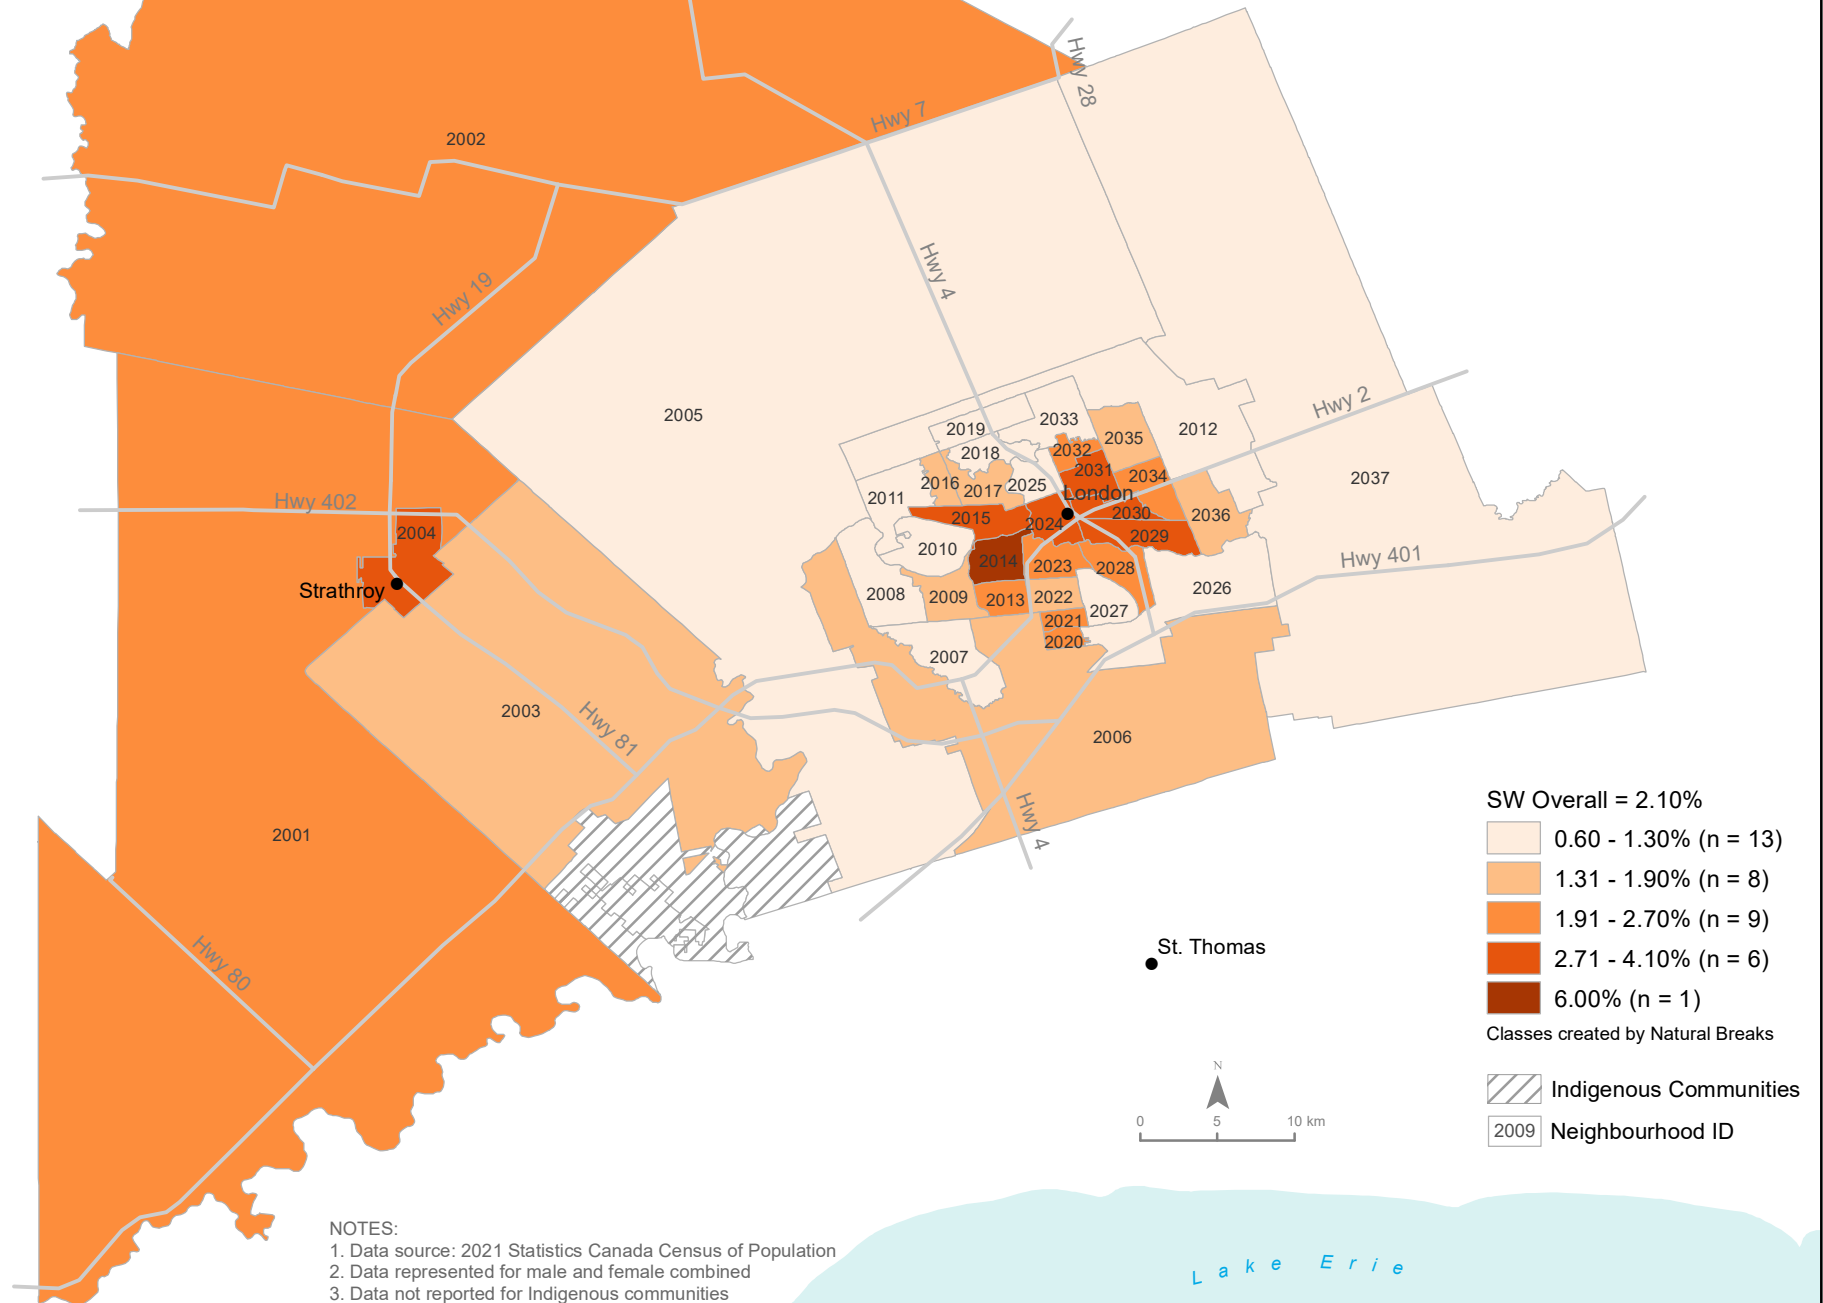 Hwy 28
Hwy 7
2002
Hwy 4
Hwy 19
Hwy 2
2005
2019
2033
2012
2035
2018
2032
2031
2034
2037
2016
2017
2025
2011
London
Hwy 402
2015
2024
2030
2036
2004
2029
2010
Hwy 401
2014
2023
2028
Strathroy
2008
2009
2013
2022
2027
2026
2021
2020
2007
2003
Hwy 81
2006
Hwy 4
2001
Hwy 80
St. Thomas
SW Overall = 2.10%
0.60 - 1.30% (n = 13)
1.31 - 1.90% (n = 8)
1.91 - 2.70% (n = 9)
2.71 - 4.10% (n = 6)
6.00% (n = 1)
Classes created by Natural Breaks
Indigenous Communities
2009 Neighbourhood ID
N
0 5 10 km
Lake Erie
NOTES:
1. Data source: 2021 Statistics Canada Census of Population
2. Data represented for male and female combined
3. Data not reported for Indigenous communities